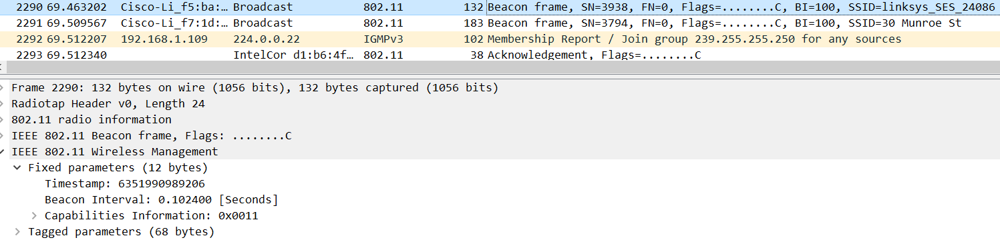 2290 69.463202 Cisco-Li_f5:ba:… Broadcast 802.11 132 Beacon frame, SN=3938, FN=0, Flags=........C, BI=100, SSID=linksys_SES_24086
2291 69.509567 Cisco-Li_f7:1d:… Broadcast 802.11 183 Beacon frame, SN=3794, FN=0, Flags=........C, BI=100, SSID=30 Munroe St
2292 69.512207 192.168.1.109 224.0.0.22 IGMPv3 102 Membership Report / Join group 239.255.255.250 for any sources
2293 69.512340 IntelCor_d1:b6:4f… 802.11 38 Acknowledgement, Flags=........C
Frame 2290: 132 bytes on wire (1056 bits), 132 bytes captured (1056 bits)
Radiotap Header v0, Length 24
802.11 radio information
IEEE 802.11 Beacon frame, Flags: ........C
IEEE 802.11 Wireless Management
Fixed parameters (12 bytes)
Timestamp: 6351990989206
Beacon Interval: 0.102400 [Seconds]
Capabilities Information: 0x0011
Tagged parameters (68 bytes)